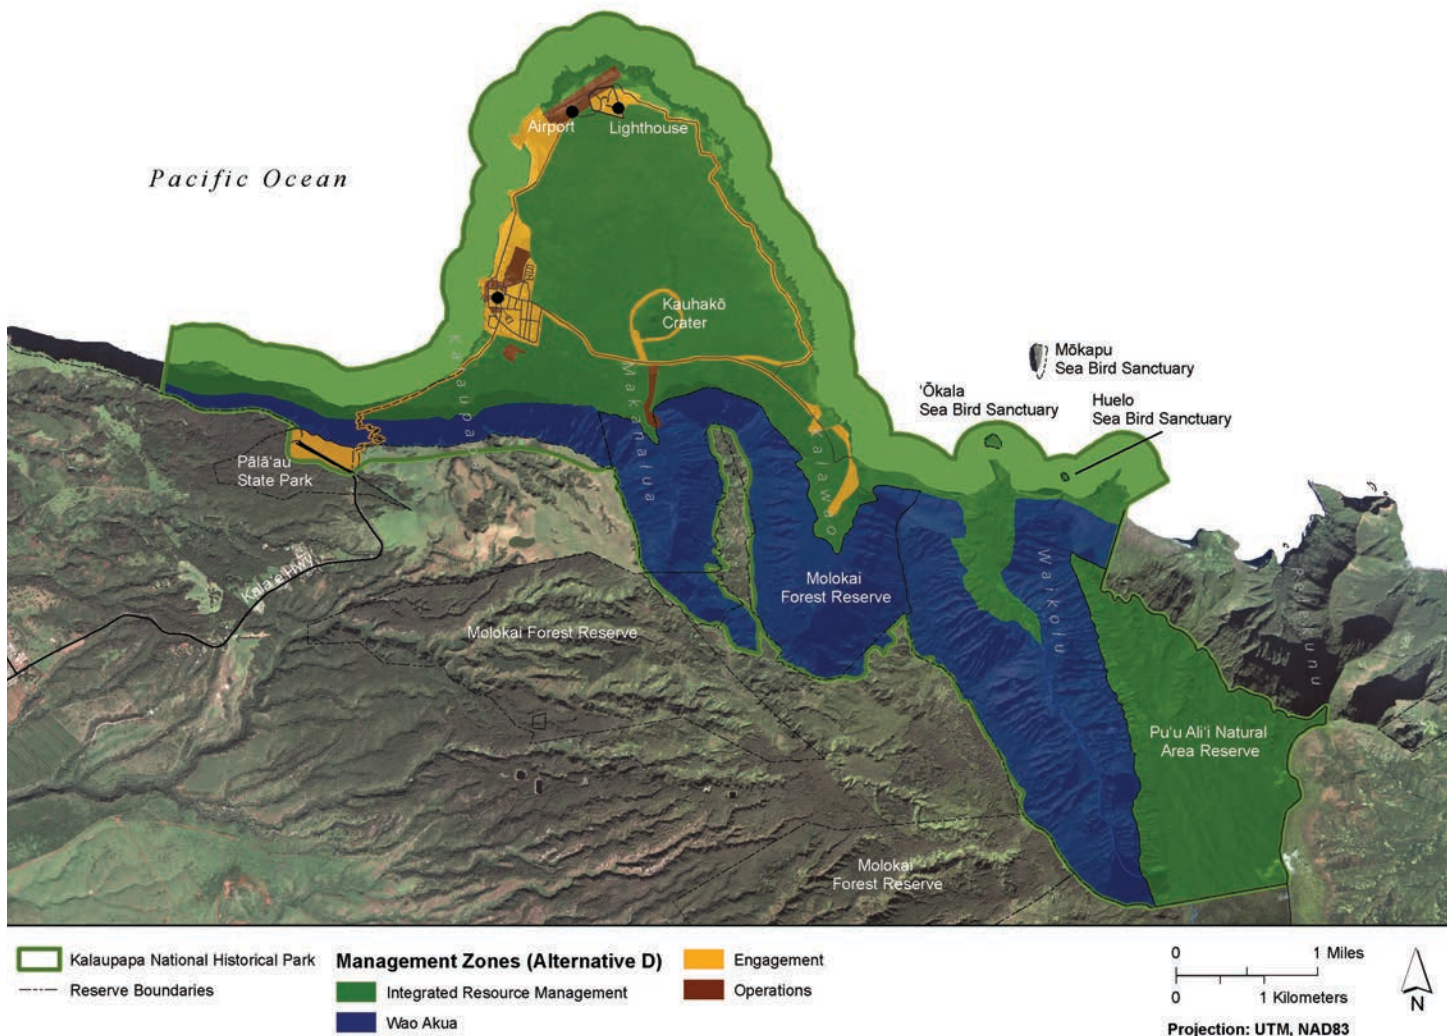 Airport
Lighthouse
Pacific Ocean
Kauhakō
Crater
Mōkapu
Sea Bird Sanctuary
ʻŌkala
Sea Bird Sanctuary
Huelo
Sea Bird Sanctuary
Kalaupapa
Makanalua
Kalawao
Pālāʻau
State Park
Waikolu
Pelekunu
Kalaʻe Hwy
Molokai
Forest Reserve
Molokai Forest Reserve
Puʻu Aliʻi Natural
Area Reserve
Molokai
Forest Reserve
Kalaupapa National Historical Park
Reserve Boundaries
Management Zones (Alternative D)
Integrated Resource Management
Wao Akua
Engagement
Operations
0 1 Miles
0 1 Kilometers
N
Projection: UTM, NAD83